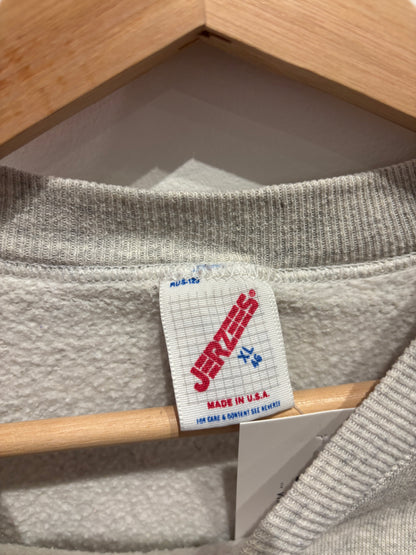 JERZEES®
XL
MADE IN U.S.A
FOR CARE & CONTENT SEE REVERSE